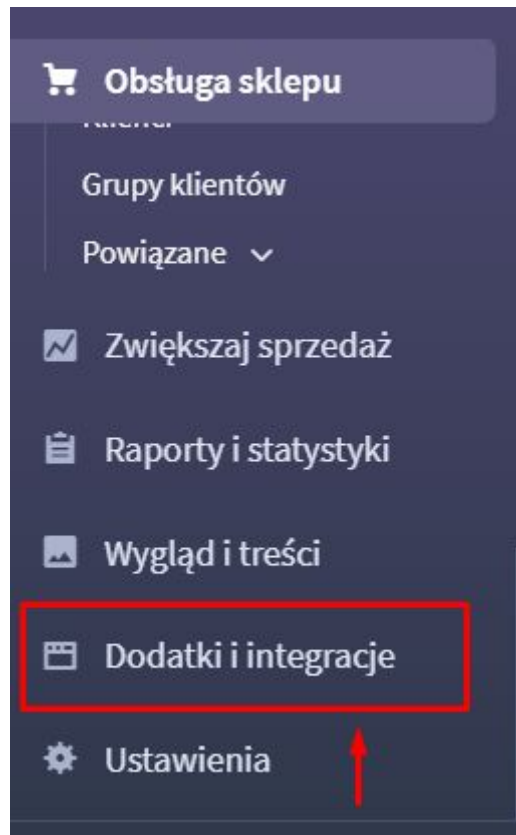 Obsługa sklepu
Grupy klientów
Powiązane
Zwiększaj sprzedaż
Raporty i statystyki
Wygląd i treści
Dodatki i integracje
Ustawienia